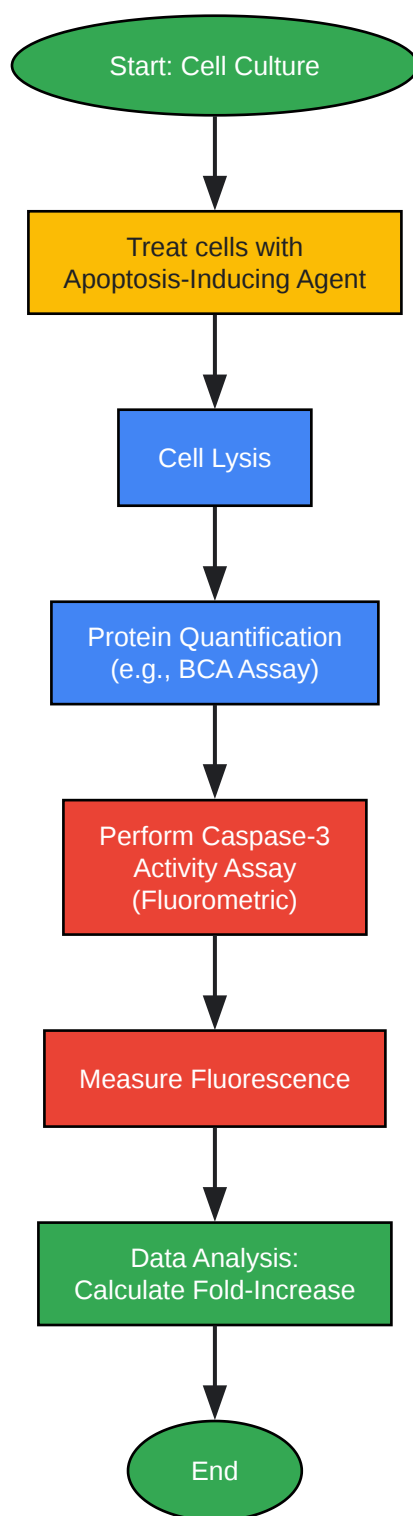 Start: Cell Culture
Treat cells with
Apoptosis-Inducing Agent
Cell Lysis
Protein Quantification
(e.g., BCA Assay)
Perform Caspase-3
Activity Assay
(Fluorometric)
Measure Fluorescence
Data Analysis:
Calculate Fold-Increase
End